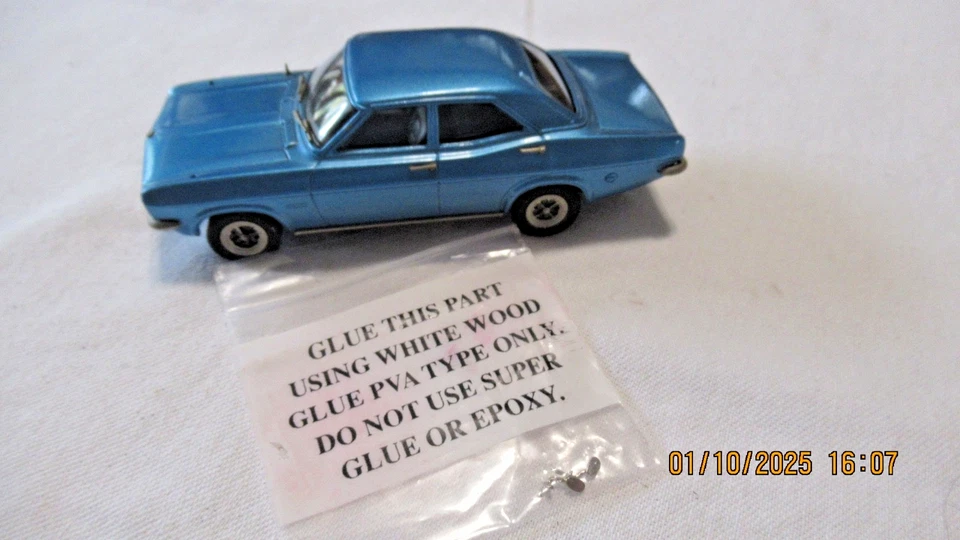 GLUE THIS PART
USING WHITE WOOD
GLUE PVA TYPE ONLY.
DO NOT USE SUPER
GLUE OR EPOXY.
01/10/2025 16:07